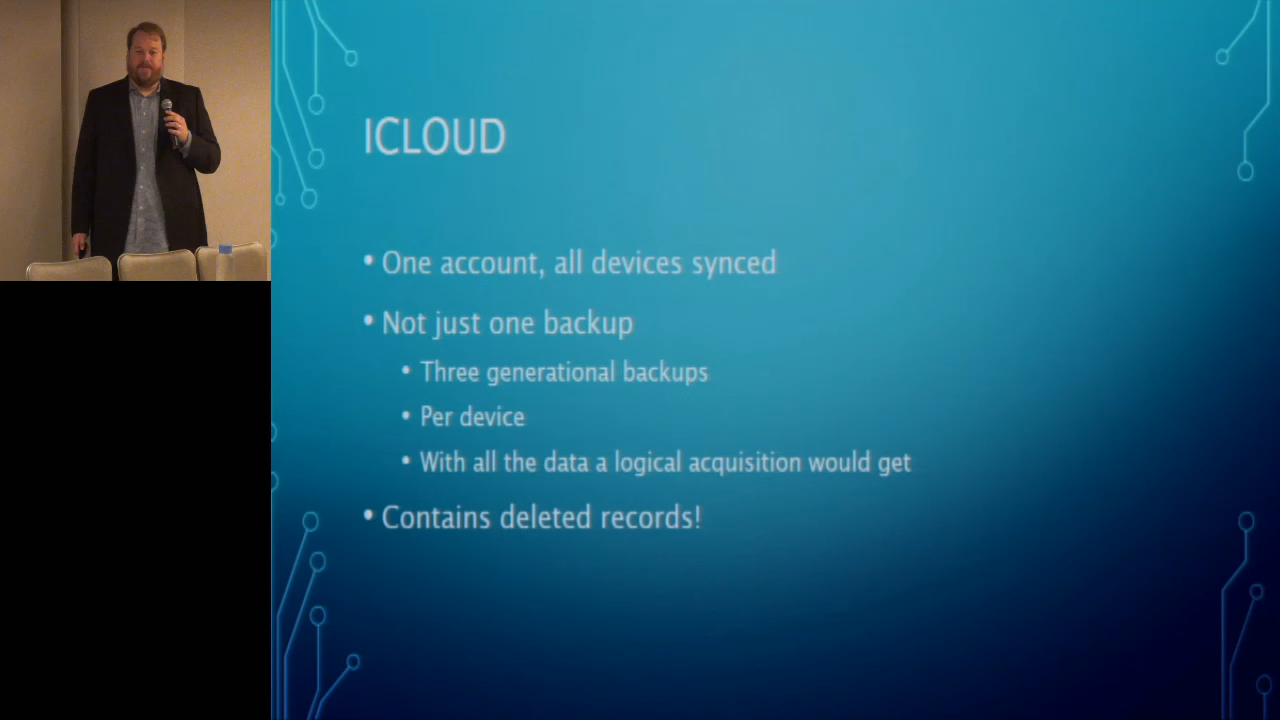 ICLOUD
• One account, all devices synced
• Not just one backup
• Three generational backups
• Per device
• With all the data a logical acquisition would get
• Contains deleted records!